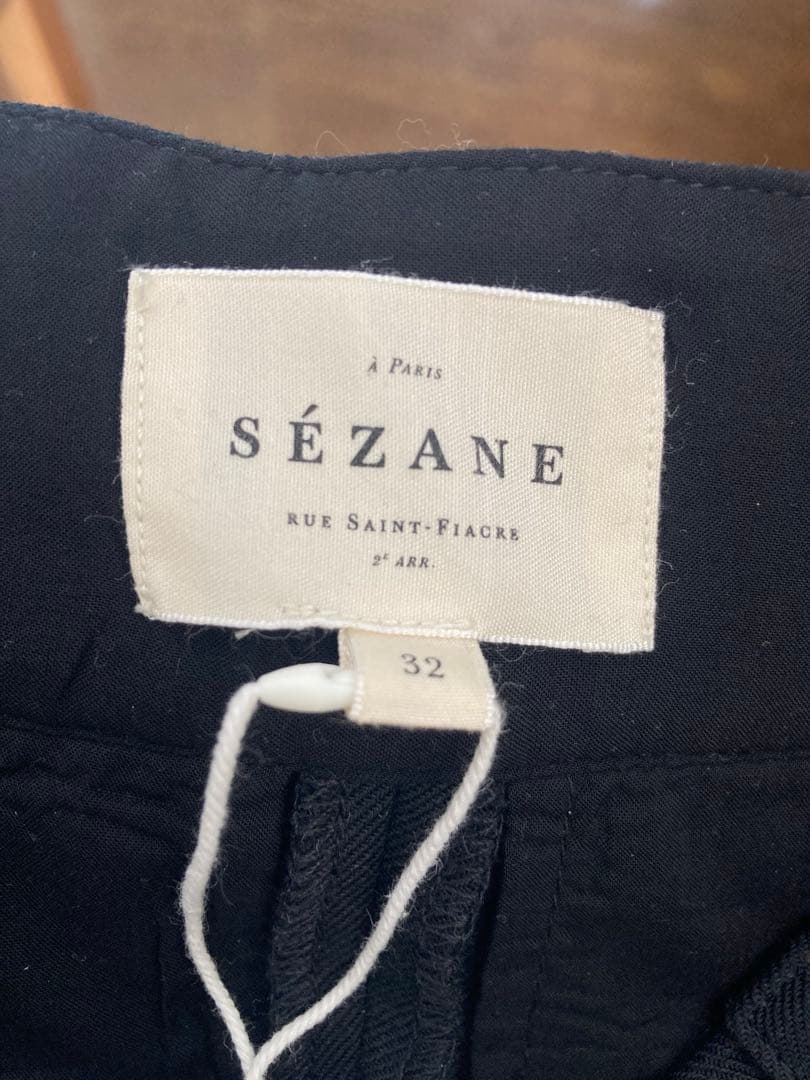 À PARIS
SÉZANE
RUE SAINT-FIACRE
2E ARR.
32